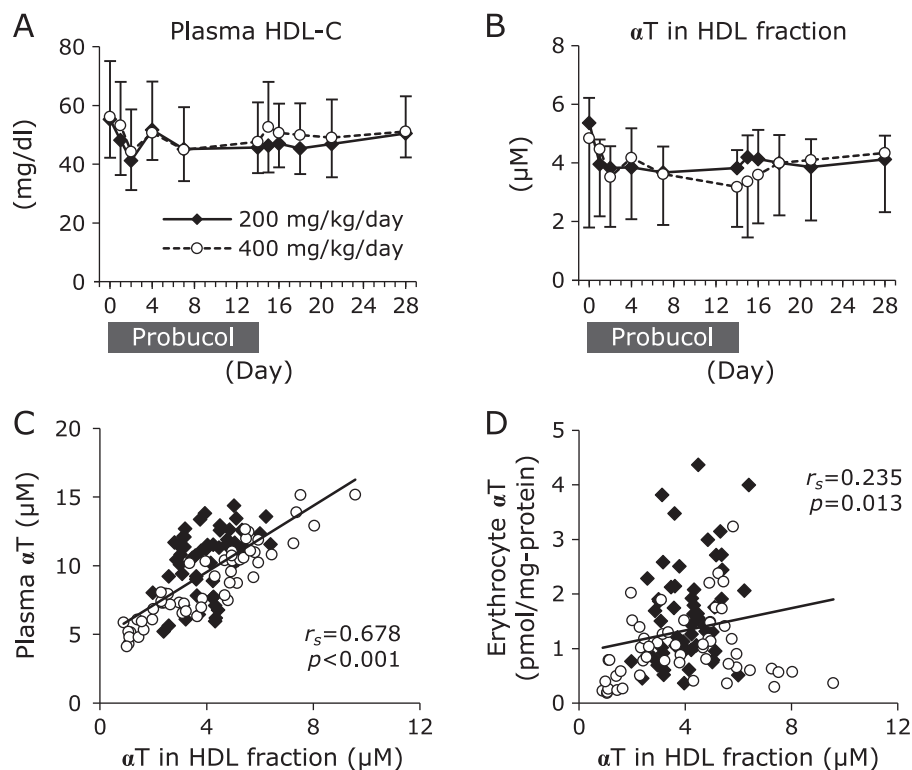 A
Plasma HDL-C
(mg/dl)
80
60
40
20
0
200 mg/kg/day
400 mg/kg/day
0 4 8 12 16 20 24 28
Probucol
(Day)
B
αT in HDL fraction
(μM)
8
6
4
2
0
0 4 8 12 16 20 24 28
Probucol
(Day)
C
Plasma αT (μM)
20
15
10
5
0
rs=0.678
p<0.001
0 4 8 12
αT in HDL fraction (μM)
D
Erythrocyte αT
(pmol/mg-protein)
5
4
3
2
1
0
rs=0.235
p=0.013
0 4 8 12
αT in HDL fraction (μM)